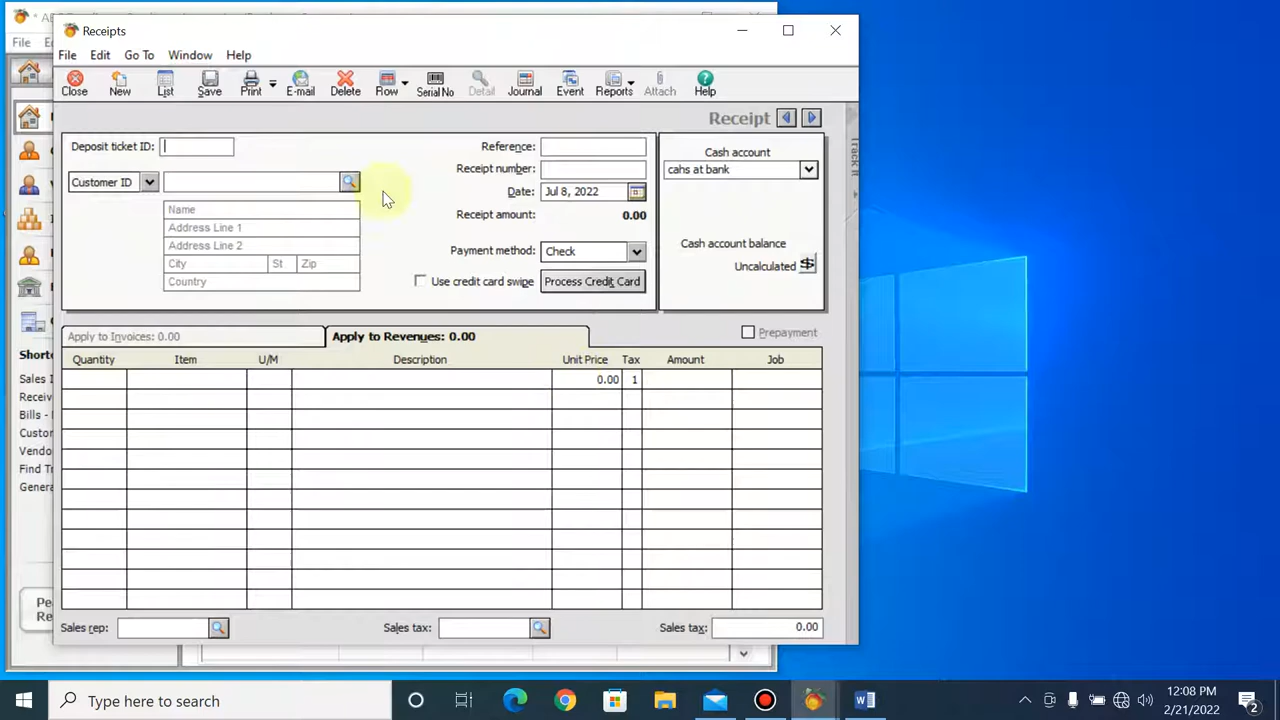 Receipts
File Edit Go To Window Help
Close New List Save Print E-mail Delete Row Serial No Detail Journal Event Reports Attach Help
Receipt
Track It
Deposit ticket ID:
Reference:
Cash account
cahs at bank
Receipt number:
Customer ID
Date: Jul 8, 2022
Name
Receipt amount: 0.00
Address Line 1
Address Line 2
Payment method: Check
Cash account balance
City St Zip
Uncalculated
Country
Use credit card swipe Process Credit Card
Apply to Invoices: 0.00
Apply to Revenues: 0.00
Prepayment
Quantity Item U/M Description Unit Price Tax Amount Job
0.00 1
Sales rep:
Sales tax:
Sales tax: 0.00
File
Sales I
Receiv
Bills -
Custor
Vendo
Find Tr
Genera
Type here to search
12:08 PM
2/21/2022
2